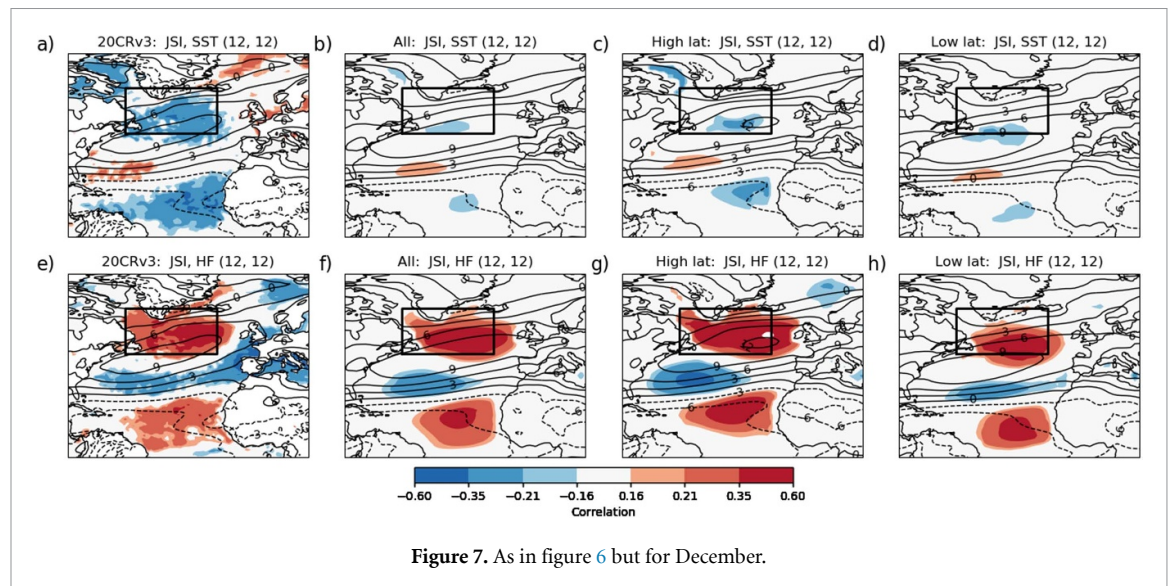 a) 20CRv3: JSI, SST (12, 12)
b) All: JSI, SST (12, 12)
c) High lat: JSI, SST (12, 12)
d) Low lat: JSI, SST (12, 12)
e) 20CRv3: JSI, HF (12, 12)
f) All: JSI, HF (12, 12)
g) High lat: JSI, HF (12, 12)
h) Low lat: JSI, HF (12, 12)
−0.60 −0.35 −0.21 −0.16 0.16 0.21 0.35 0.60
Correlation
Figure 7. As in figure 6 but for December.